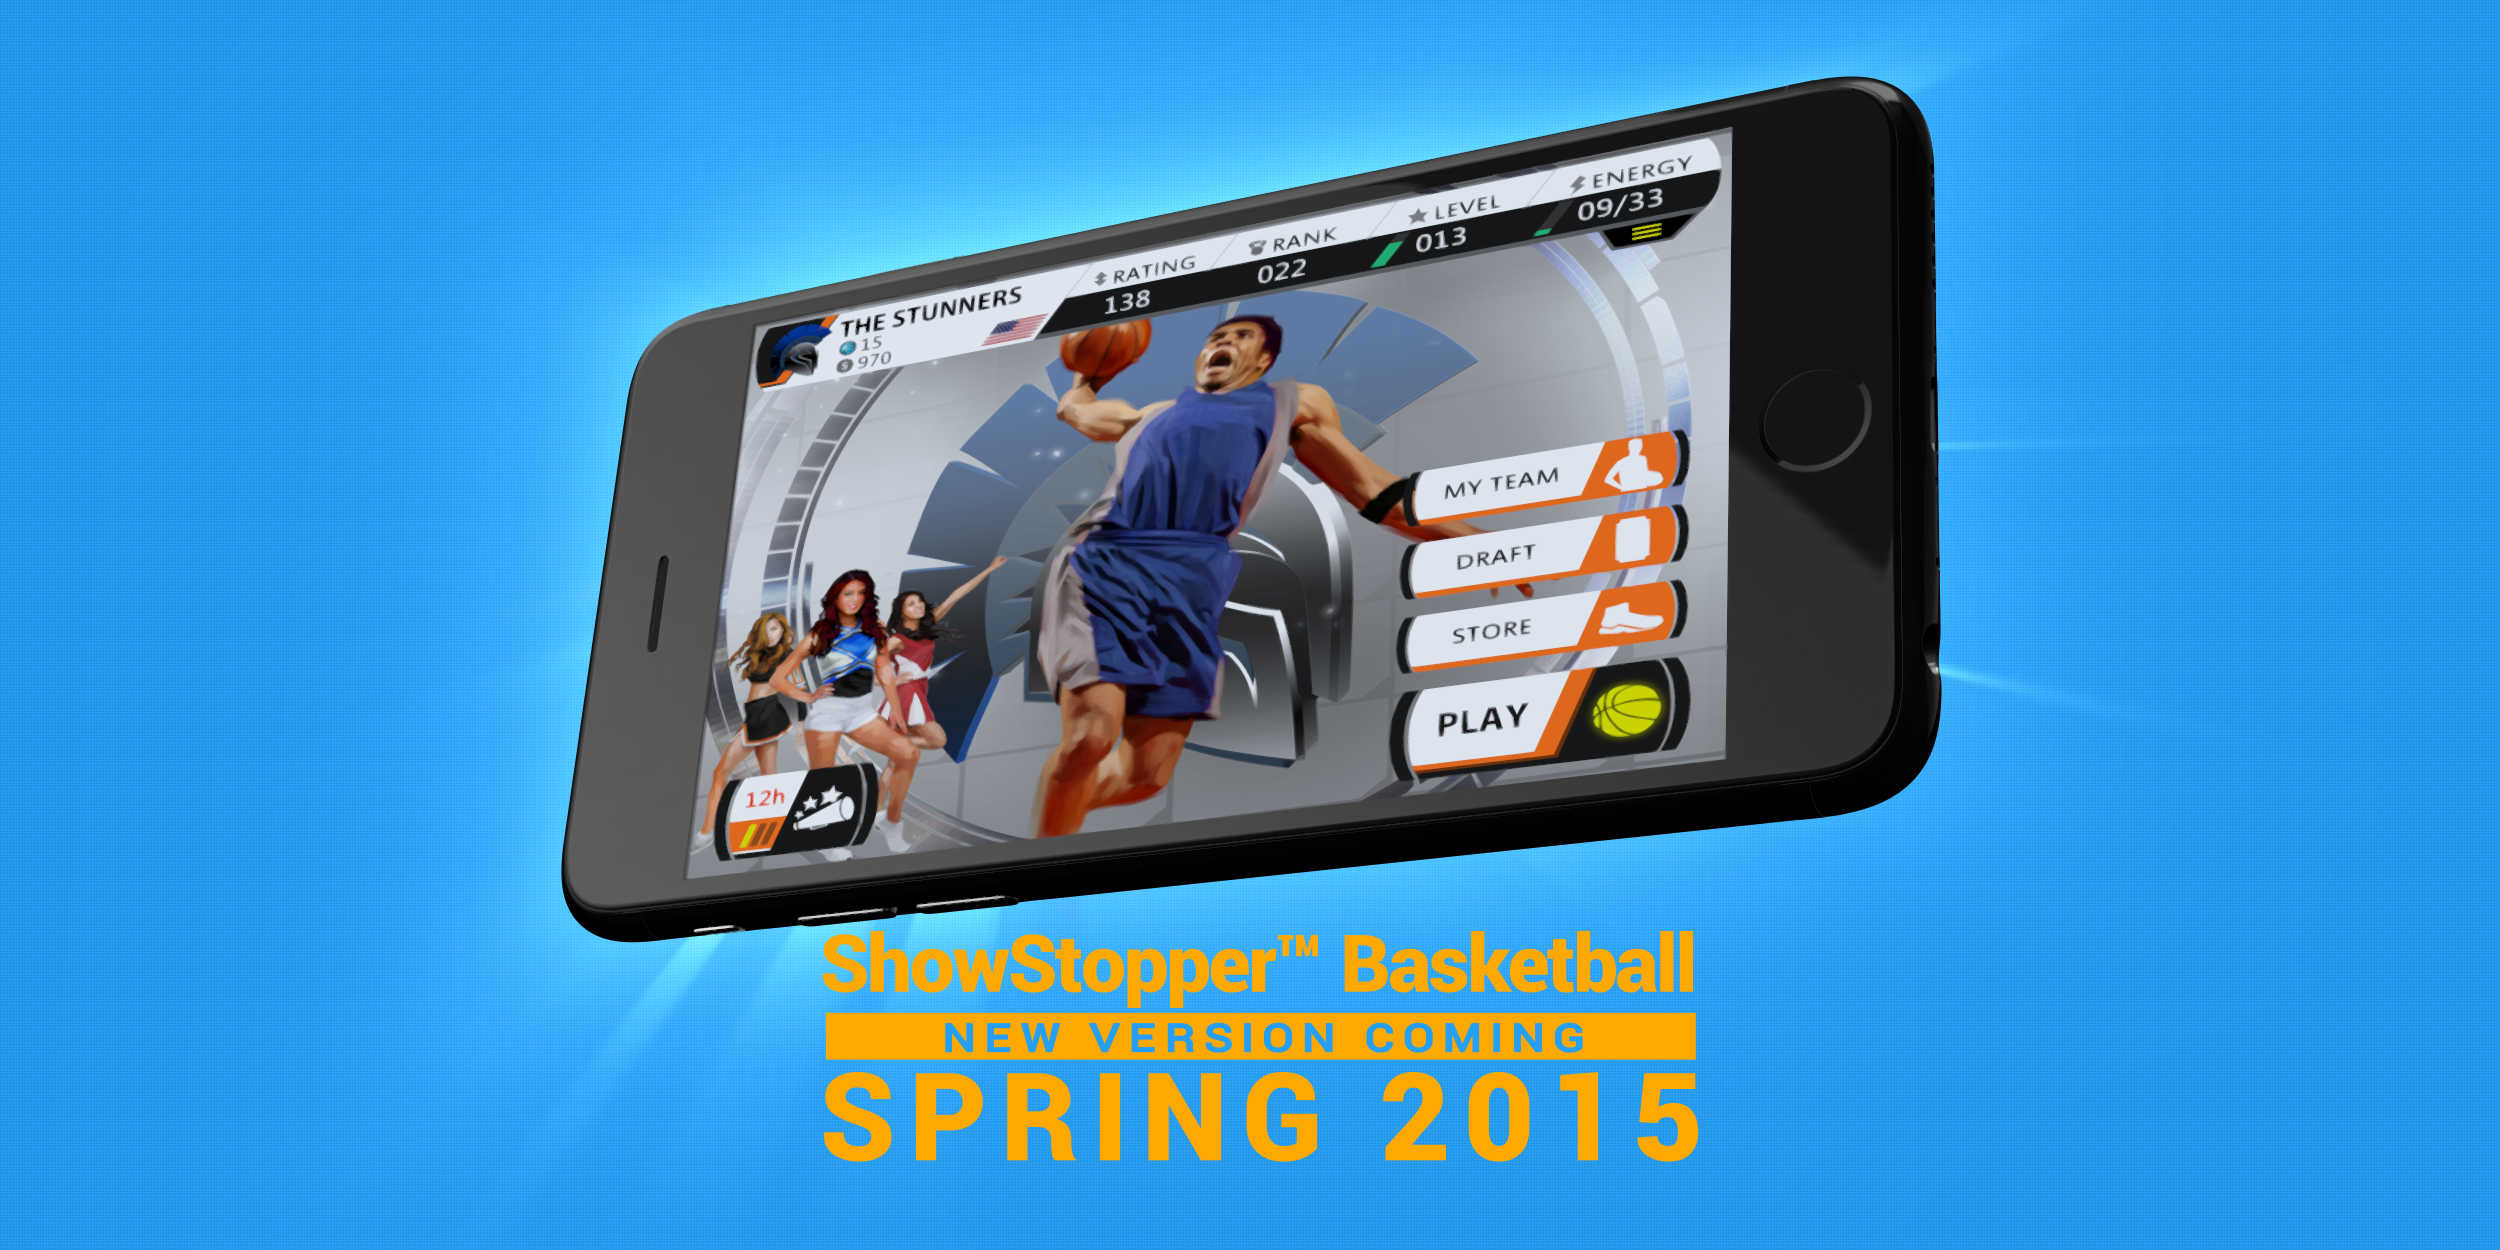 THE STUNNERS
15
970
RATING
138
RANK
022
LEVEL
013
ENERGY
09/33
MY TEAM
DRAFT
STORE
PLAY
12h
ShowStopper™ Basketball
NEW VERSION COMING
SPRING 2015